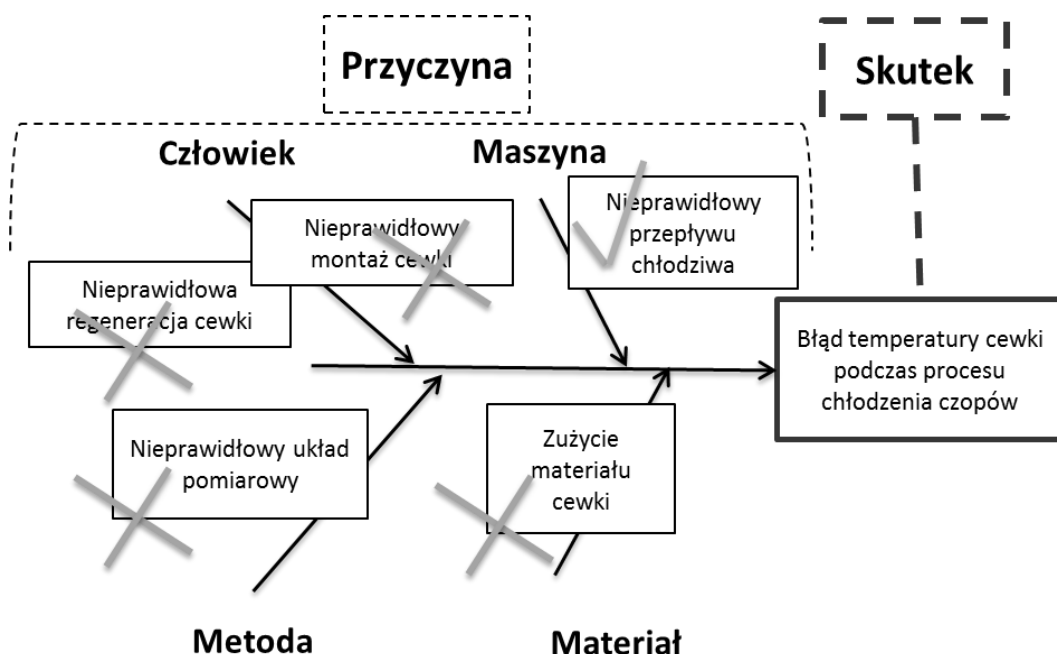 Przyczyna
Skutek
Człowiek
Maszyna
Nieprawidłowy
montaż cewki
Nieprawidłowy
przepływu
chłodziwa
Nieprawidłowa
regeneracja cewki
Błąd temperatury cewki
podczas procesu
chłodzenia czopów
Nieprawidłowy układ
pomiarowy
Zużycie
materiału
cewki
Metoda
Materiał